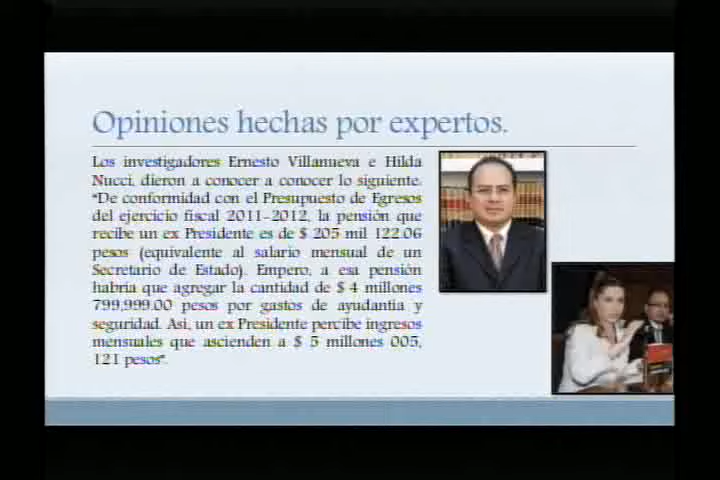 Opiniones hechas por expertos.
Los investigadores Ernesto Villanueva e Hilda
Nucci, dieron a conocer a conocer lo siguiente.
"De conformidad con el Presupuesto de Egresos
del ejercicio fiscal 2011-2012, la pensión que
recibe un ex Presidente es de $ 205 mil 122.06
pesos (equivalente al salario mensual de un
Secretario de Estado). Empero, a esa pensión
habría que agregar la cantidad de $ 4 millones
799,999.00 pesos por gastos de ayudantía y
seguridad. Así, un ex Presidente percibe ingresos
mensuales que ascienden a $ 5 millones 005,
121 pesos".